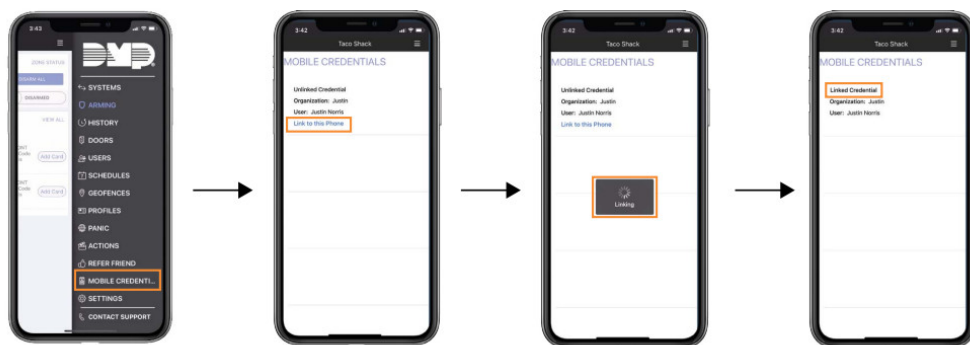 3:43
ZONE STATUS
DISARMED
VIEW ALL
Add Card
Add Card
DMP
SYSTEMS
ARMING
HISTORY
DOORS
USERS
SCHEDULES
GEOFENCES
PROFILES
PANIC
ACTIONS
REFER FRIEND
MOBILE CREDENTI...
SETTINGS
CONTACT SUPPORT
3:42
Taco Shack
MOBILE CREDENTIALS
Unlinked Credential
Organization: Justin
User: Justin Norris
Link to this Phone
3:42
Taco Shack
MOBILE CREDENTIALS
Unlinked Credential
Organization: Justin
User: Justin Norris
Link to this Phone
Linking
3:42
Taco Shack
MOBILE CREDENTIALS
Linked Credential
Organization: Justin
User: Justin Norris